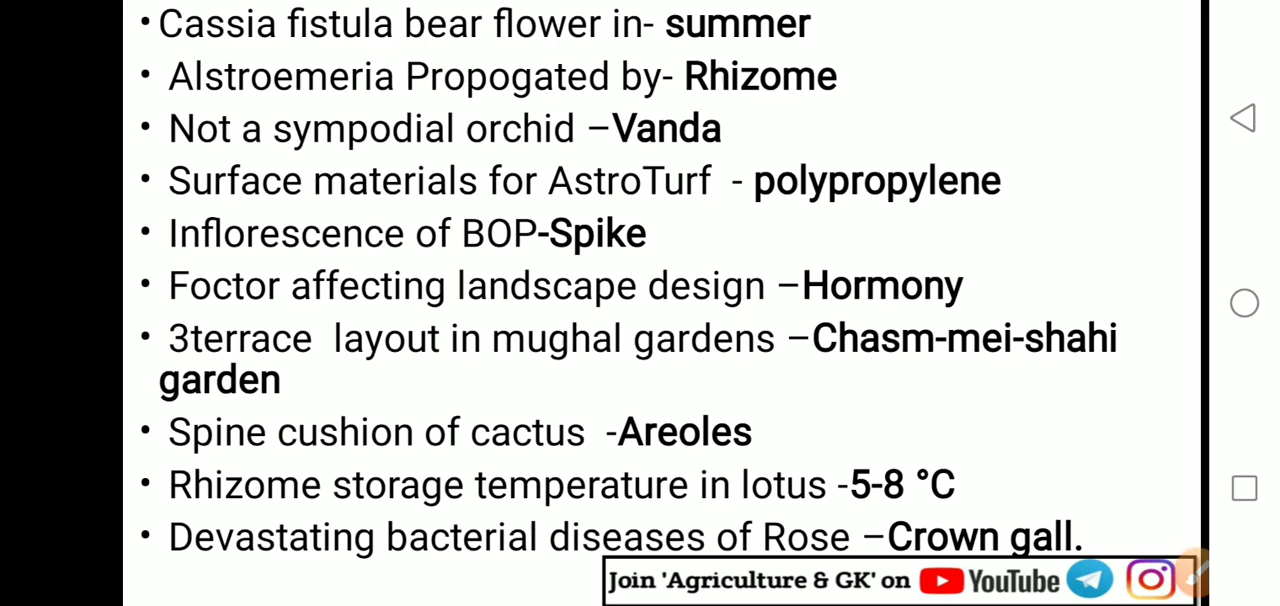 • Cassia fistula bear flower in- summer
• Alstroemeria Propogated by- Rhizome
• Not a sympodial orchid –Vanda
• Surface materials for AstroTurf - polypropylene
• Inflorescence of BOP-Spike
• Foctor affecting landscape design –Hormony
• 3terrace layout in mughal gardens –Chasm-mei-shahi
garden
• Spine cushion of cactus -Areoles
• Rhizome storage temperature in lotus -5-8 °C
• Devastating bacterial diseases of Rose –Crown gall.
Join 'Agriculture & GK' on YouTube